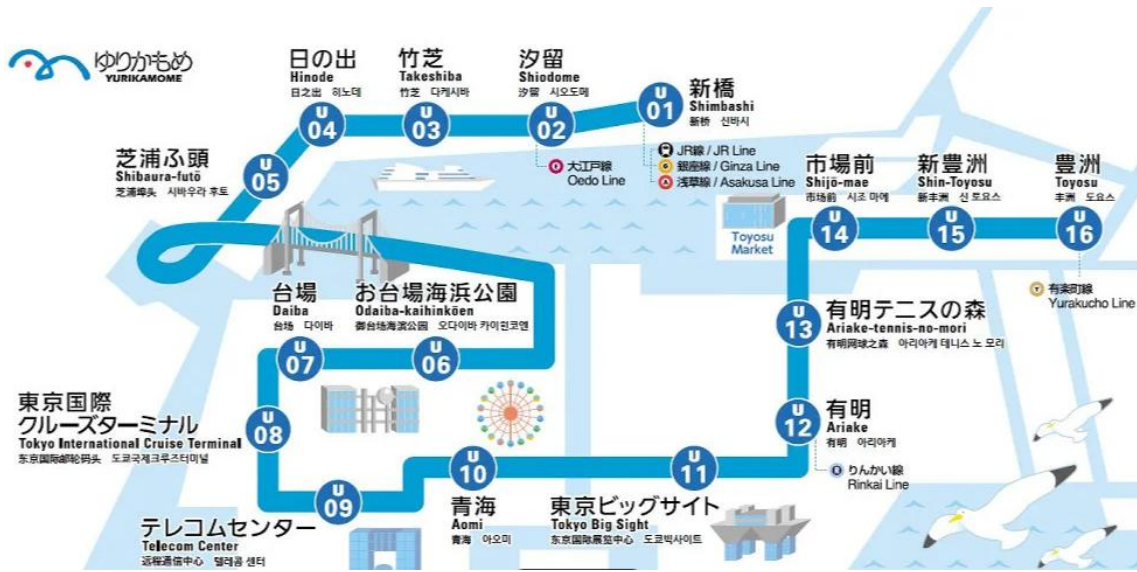 ゆりかもめ
YURIKAMOME
日の出
Hinode
日之出 히노데
U
04
竹芝
Takeshiba
竹芝 다케시바
U
03
汐留
Shiodome
汐留 시오도메
U
02
大江戸線
Oedo Line
新橋
Shimbashi
新桥 신바시
U
01
JR線 / JR Line
G
銀座線 / Ginza Line
A
浅草線 / Asakusa Line
芝浦ふ頭
Shibaura-futō
芝浦埠头 시바우라 후토
U
05
台場
Daiba
台场 다이바
U
07
お台場海浜公園
Odaiba-kaihinkōen
御台场海滨公园 오다이바 카이힌코엔
U
06
東京国際
クルーズターミナル
Tokyo International Cruise Terminal
东京国际邮轮码头 도쿄국제크루즈터미널
U
08
U
09
テレコムセンター
Telecom Center
远程通信中心 텔레콤 센터
U
10
青海
Aomi
青海 아오미
U
11
東京ビッグサイト
Tokyo Big Sight
东京国际展览中心 도쿄빅사이트
U
12
有明
Ariake
有明 아리아케
R
りんかい線
Rinkai Line
U
13
有明テニスの森
Ariake-tennis-no-mori
有明网球之森 아리아케 테니스 노 모리
Toyosu
Market
市場前
Shijō-mae
市场前 시조 마에
U
14
新豊洲
Shin-Toyosu
新丰洲 신 토요스
U
15
豊洲
Toyosu
丰洲 도요스
U
16
Y
有楽町線
Yurakucho Line